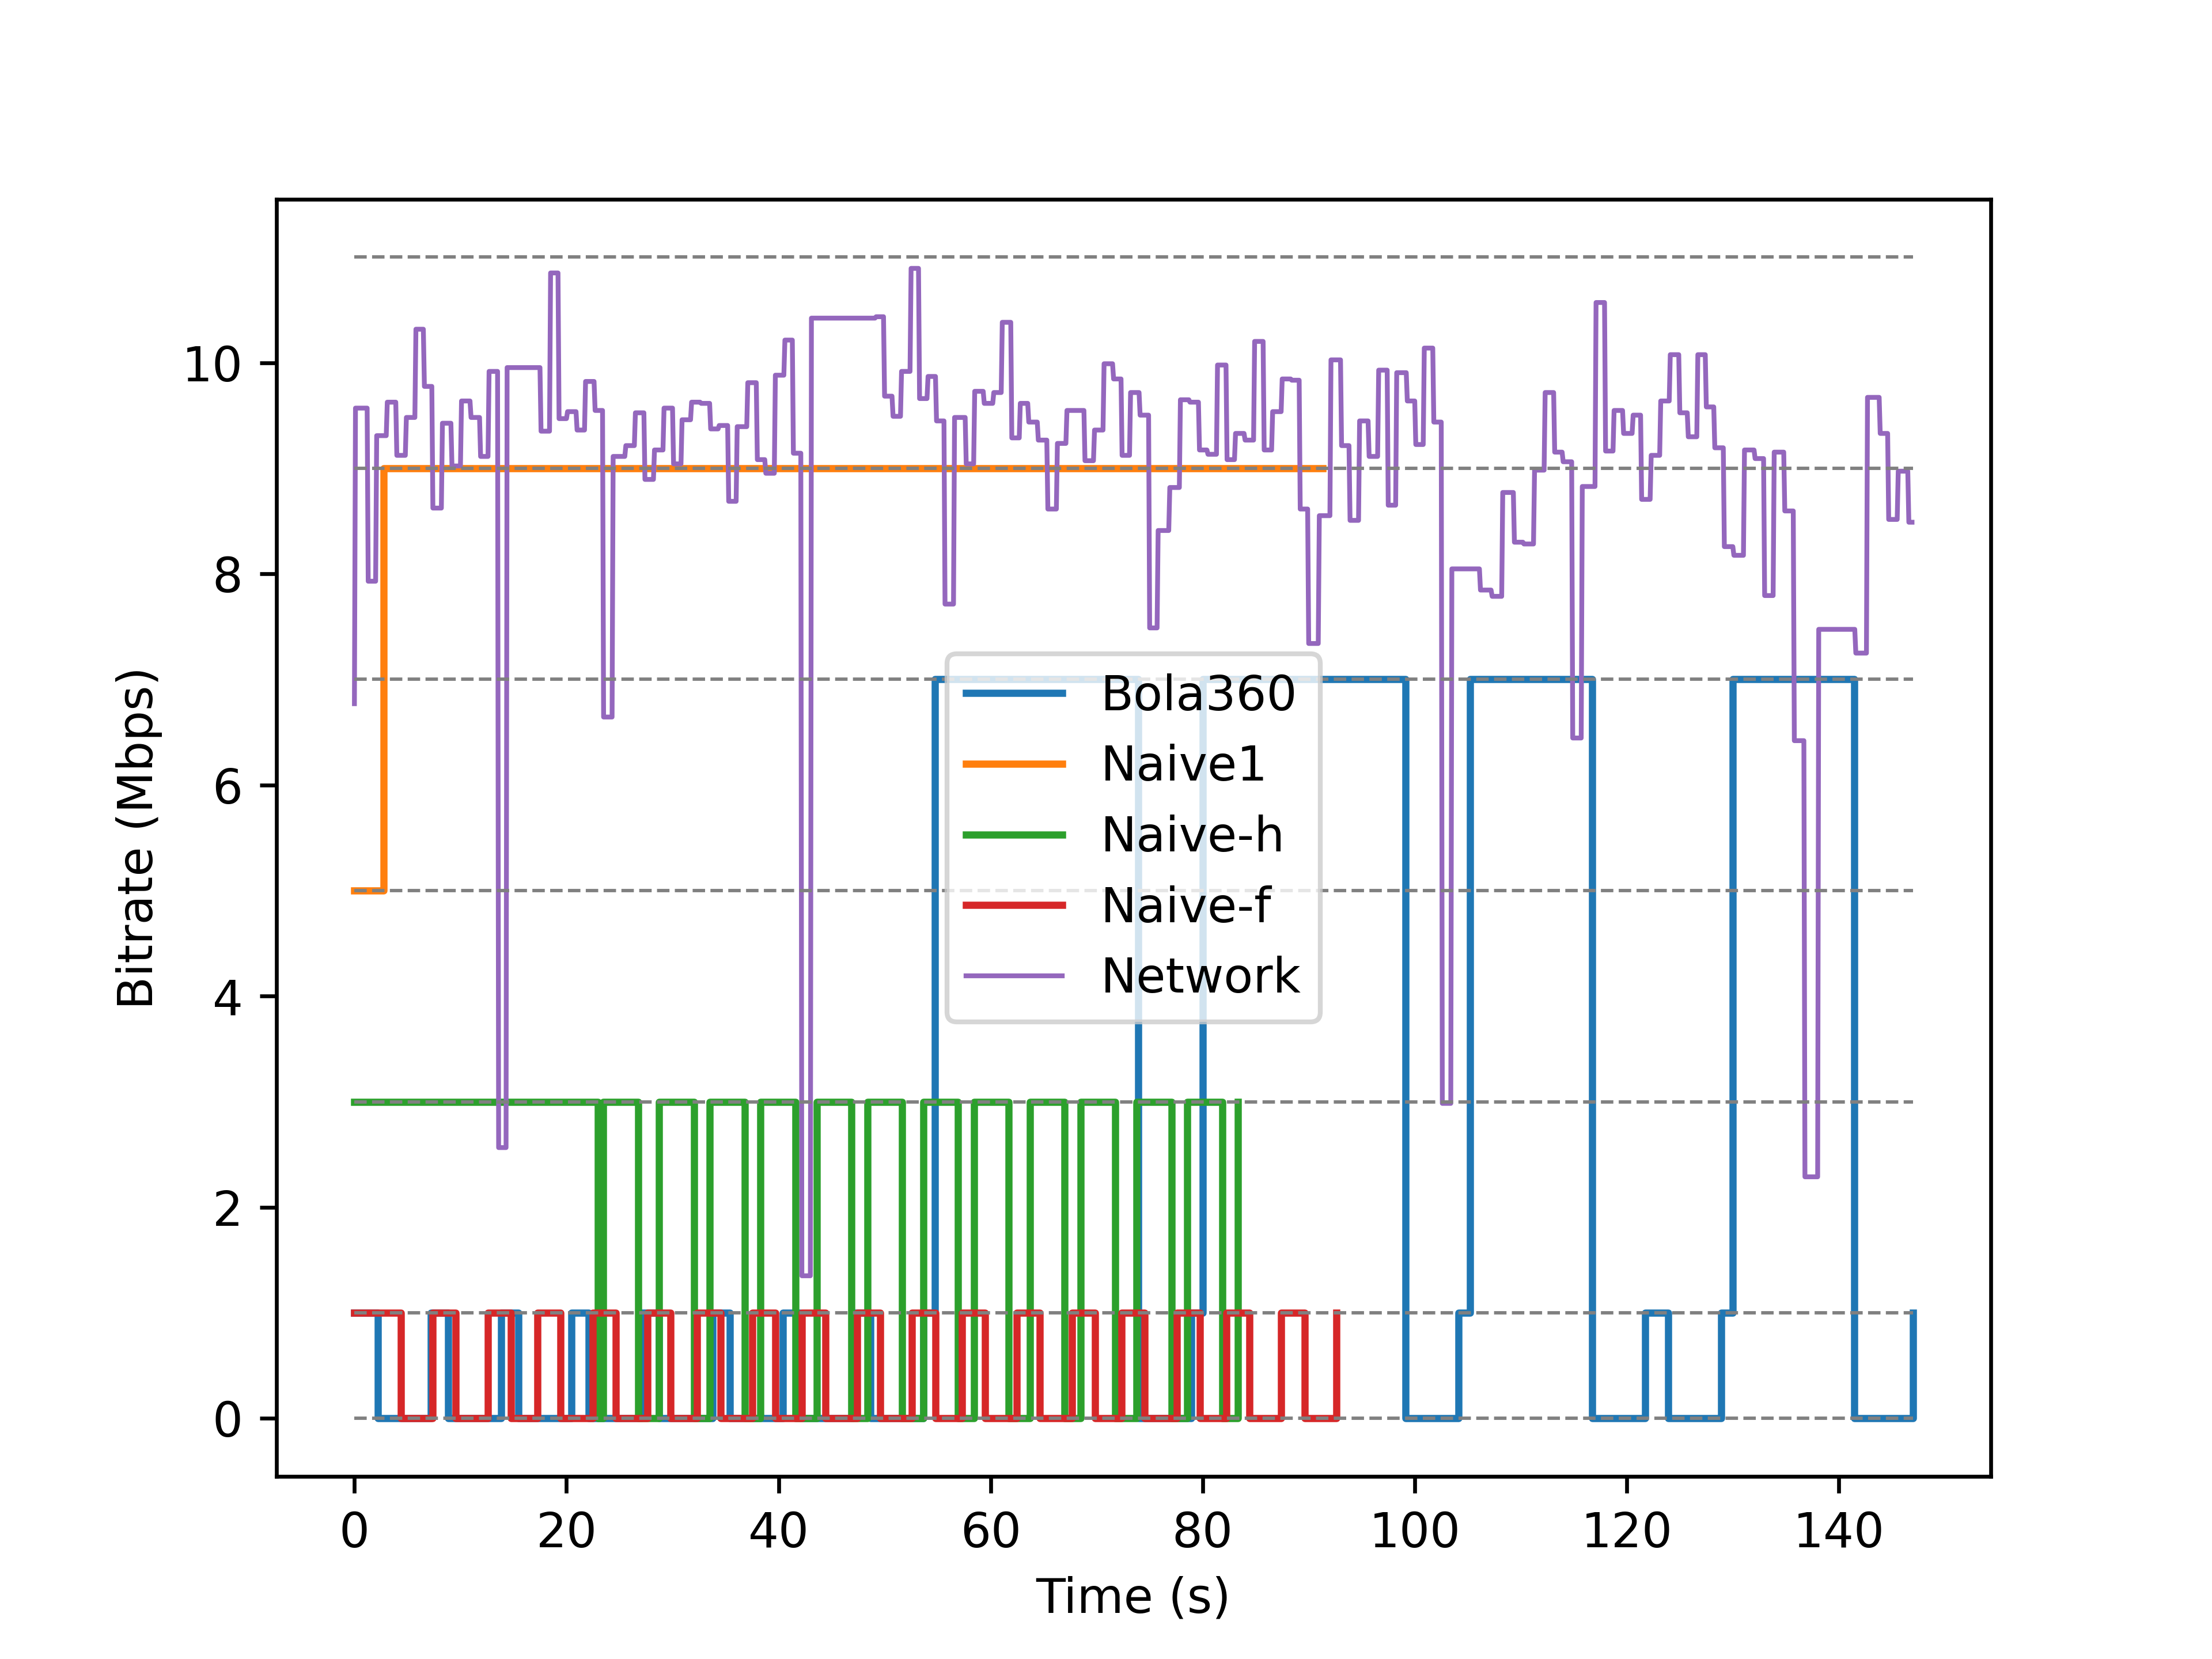 10
8
6
4
2
0
Bitrate (Mbps)
Bola360
Naive1
Naive-h
Naive-f
Network
0 20 40 60 80 100 120 140
Time (s)